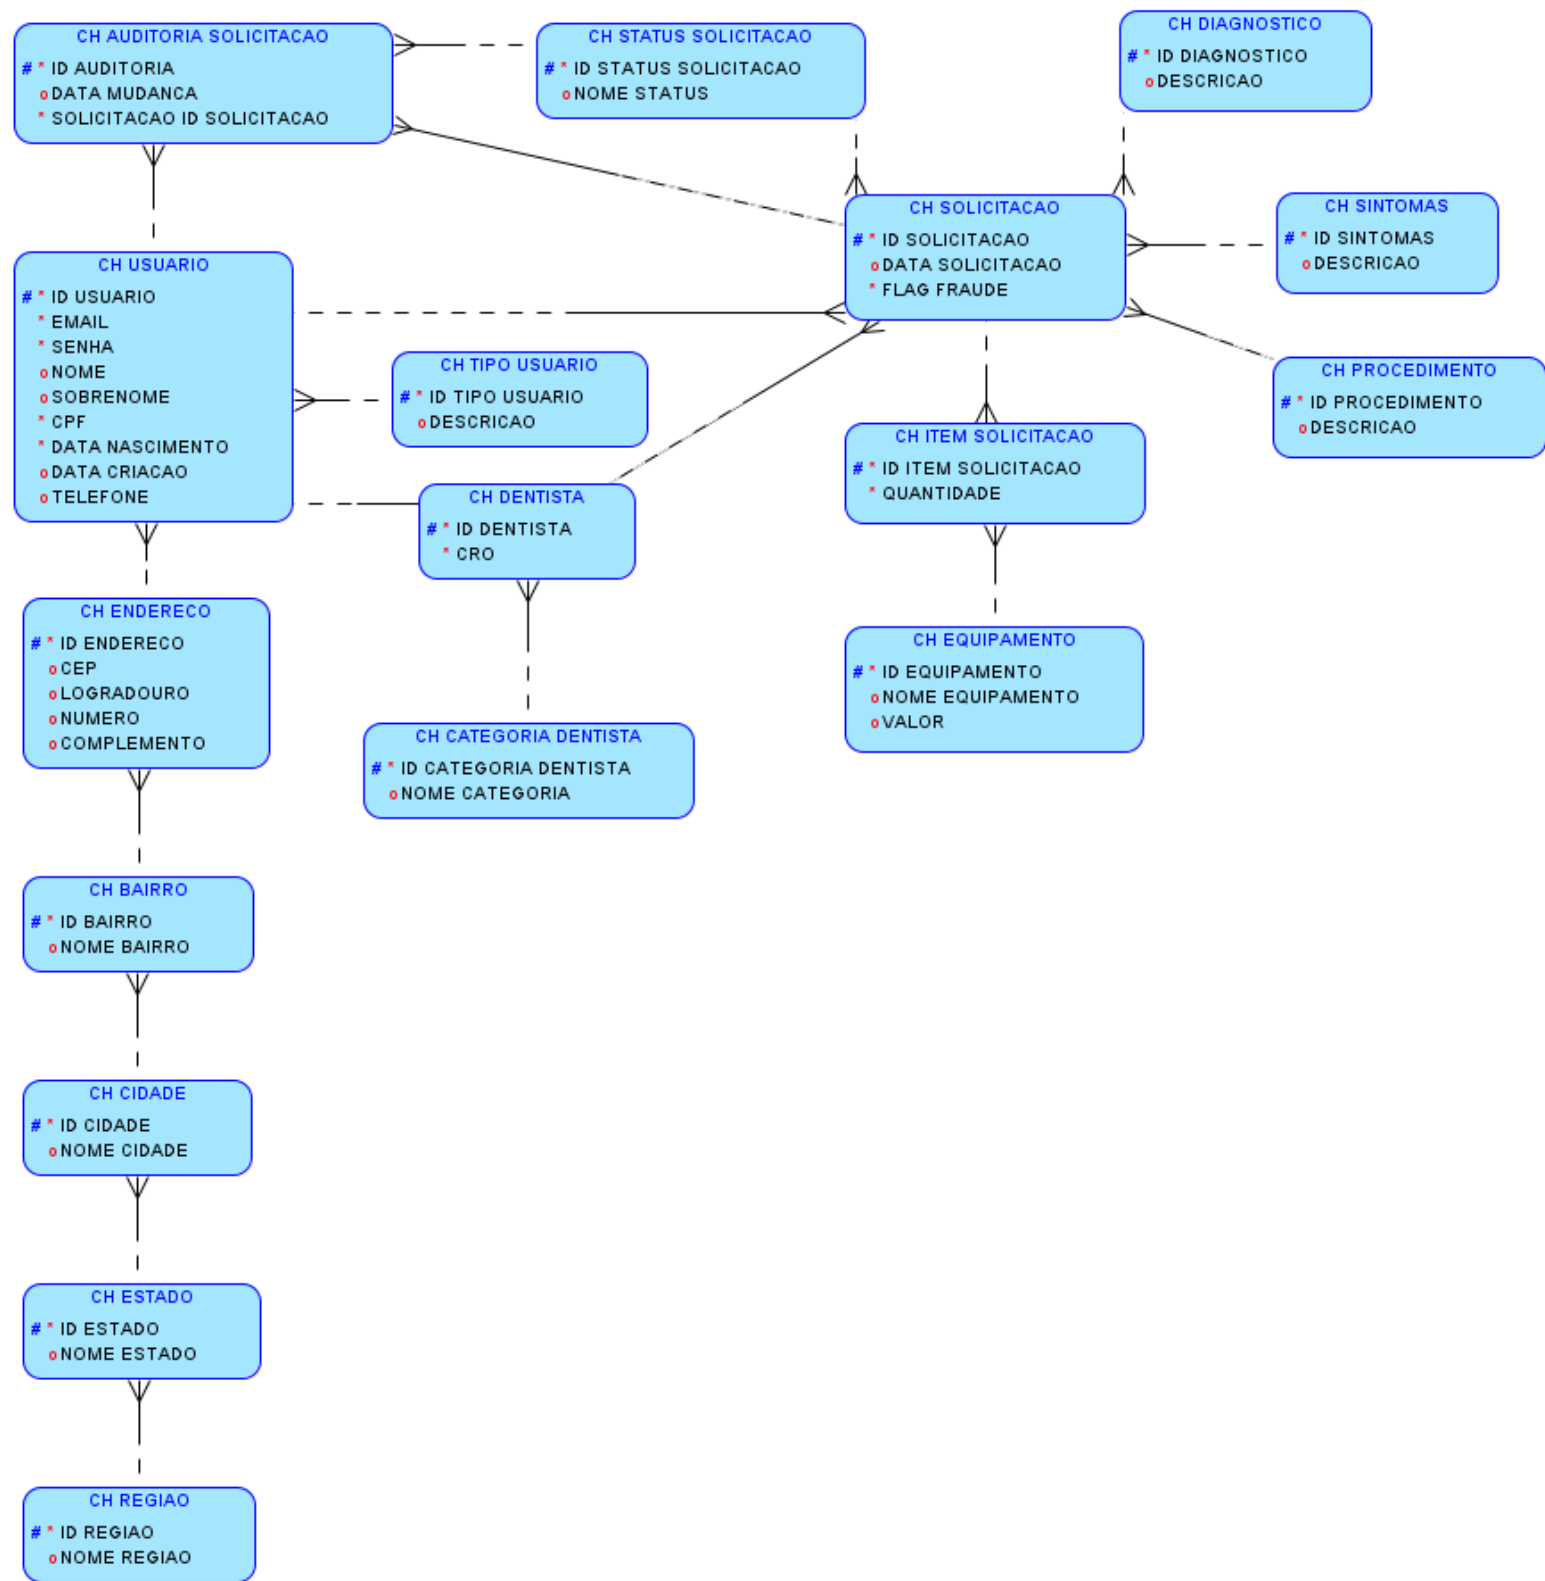 CH AUDITORIA SOLICITACAO
# * ID AUDITORIA
o DATA MUDANCA
* SOLICITACAO ID SOLICITACAO
CH STATUS SOLICITACAO
# * ID STATUS SOLICITACAO
o NOME STATUS
CH DIAGNOSTICO
# * ID DIAGNOSTICO
o DESCRICAO
CH SOLICITACAO
# * ID SOLICITACAO
o DATA SOLICITACAO
* FLAG FRAUDE
CH SINTOMAS
# * ID SINTOMAS
o DESCRICAO
CH USUARIO
# * ID USUARIO
* EMAIL
* SENHA
o NOME
o SOBRENOME
* CPF
* DATA NASCIMENTO
o DATA CRIACAO
o TELEFONE
CH TIPO USUARIO
# * ID TIPO USUARIO
o DESCRICAO
CH PROCEDIMENTO
# * ID PROCEDIMENTO
o DESCRICAO
CH ITEM SOLICITACAO
# * ID ITEM SOLICITACAO
* QUANTIDADE
CH DENTISTA
# * ID DENTISTA
* CRO
CH ENDERECO
# * ID ENDERECO
o CEP
o LOGRADOURO
o NUMERO
o COMPLEMENTO
CH EQUIPAMENTO
# * ID EQUIPAMENTO
o NOME EQUIPAMENTO
o VALOR
CH CATEGORIA DENTISTA
# * ID CATEGORIA DENTISTA
o NOME CATEGORIA
CH BAIRRO
# * ID BAIRRO
o NOME BAIRRO
CH CIDADE
# * ID CIDADE
o NOME CIDADE
CH ESTADO
# * ID ESTADO
o NOME ESTADO
CH REGIAO
# * ID REGIAO
o NOME REGIAO